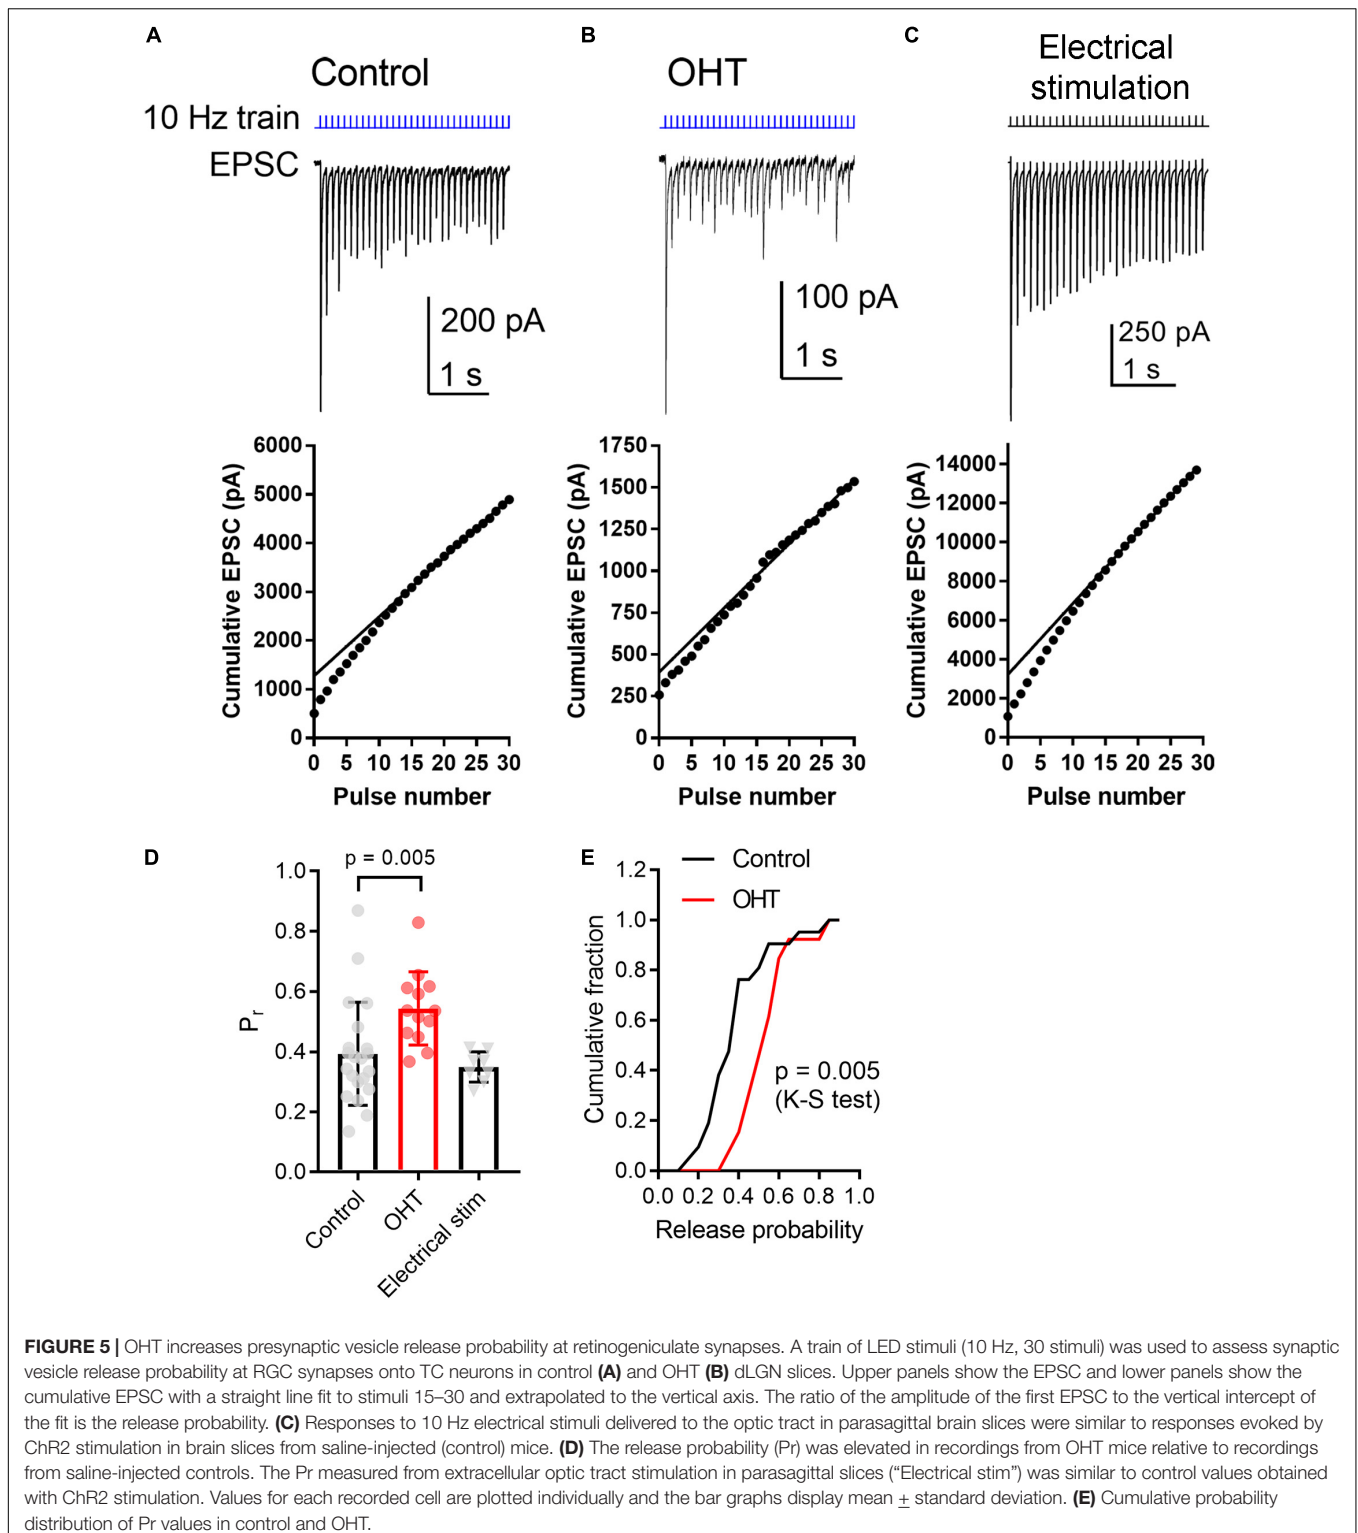 A
Control
10 Hz train
EPSC
200 pA
1 s
B
OHT
100 pA
1 s
C
Electrical
stimulation
250 pA
1 s
Cumulative EPSC (pA)
6000
5000
4000
3000
2000
1000
0
0 5 10 15 20 25 30
Pulse number
Cumulative EPSC (pA)
1750
1500
1250
1000
750
500
250
0
0 5 10 15 20 25 30
Pulse number
Cumulative EPSC (pA)
14000
12000
10000
8000
6000
4000
2000
0
0 5 10 15 20 25 30
Pulse number
D
p = 0.005
Pr
1.0
0.8
0.6
0.4
0.2
0.0
Control
OHT
Electrical stim
E
Control
OHT
Cumulative fraction
1.2
1.0
0.8
0.6
0.4
0.2
0.0
p = 0.005
(K-S test)
0.0 0.2 0.4 0.6 0.8 1.0
Release probability
FIGURE 5 | OHT increases presynaptic vesicle release probability at retinogeniculate synapses. A train of LED stimuli (10 Hz, 30 stimuli) was used to assess synaptic
vesicle release probability at RGC synapses onto TC neurons in control (A) and OHT (B) dLGN slices. Upper panels show the EPSC and lower panels show the
cumulative EPSC with a straight line fit to stimuli 15–30 and extrapolated to the vertical axis. The ratio of the amplitude of the first EPSC to the vertical intercept of
the fit is the release probability. (C) Responses to 10 Hz electrical stimuli delivered to the optic tract in parasagittal brain slices were similar to responses evoked by
ChR2 stimulation in brain slices from saline-injected (control) mice. (D) The release probability (Pr) was elevated in recordings from OHT mice relative to recordings
from saline-injected controls. The Pr measured from extracellular optic tract stimulation in parasagittal slices (“Electrical stim”) was similar to control values obtained
with ChR2 stimulation. Values for each recorded cell are plotted individually and the bar graphs display mean ± standard deviation. (E) Cumulative probability
distribution of Pr values in control and OHT.